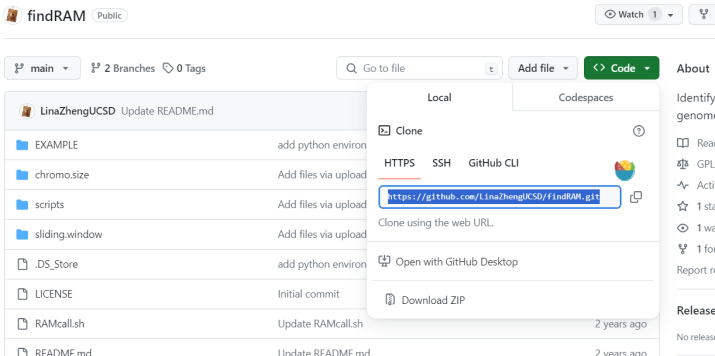 findRAM Public
Watch 1
main 2 Branches 0 Tags
Go to file t
Add file
Code
About
LinaZhengUCSD Update README.md
EXAMPLE add python environ
chromo.size Add files via upload
scripts Add files via upload
sliding.window Add files via upload
.DS_Store add python environ
LICENSE Initial commit
RAMcall.sh Update RAMcall.sh 2 years ago
README.md Update README.md 2 years ago
Local Codespaces
Clone
HTTPS SSH GitHub CLI
https://github.com/LinaZhengUCSD/findRAM.git
Clone using the web URL.
Open with GitHub Desktop
Download ZIP
Identify
genome
Rea
GPL
Acti
1 sta
1 wa
1 for
Report r
Release
No release